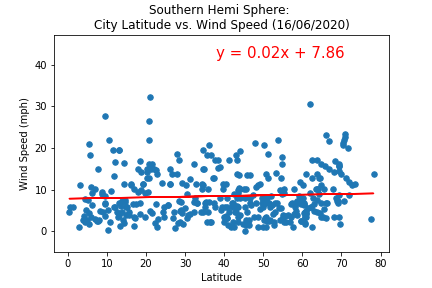 Southern Hemi Sphere:
City Latitude vs. Wind Speed (16/06/2020)
y = 0.02x + 7.86
Wind Speed (mph)
40
30
20
10
0
0 10 20 30 40 50 60 70 80
Latitude